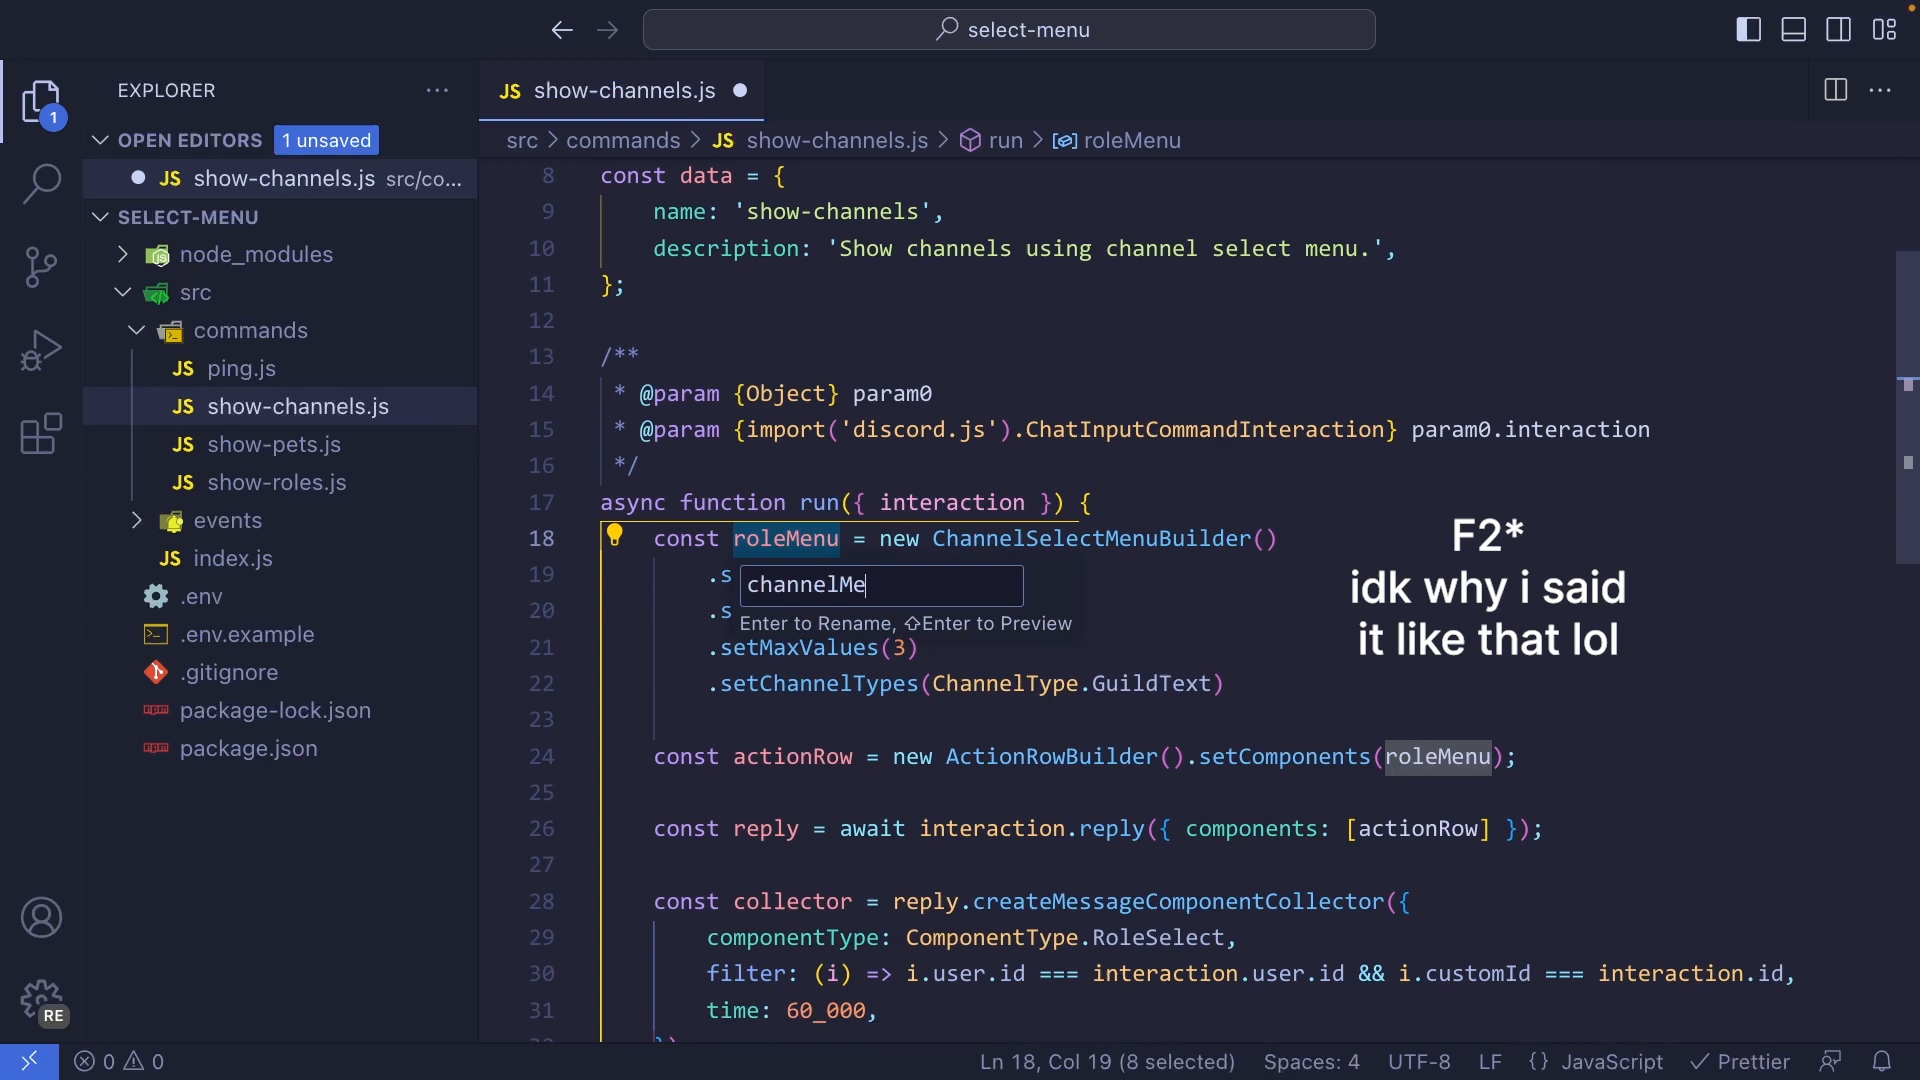 select-menu
EXPLORER
JS show-channels.js
1
OPEN EDITORS 1 unsaved
src > commands > JS show-channels.js > run > roleMenu
JS show-channels.js src/co...
SELECT-MENU
node_modules
src
commands
JS ping.js
JS show-channels.js
JS show-pets.js
JS show-roles.js
events
JS index.js
.env
.env.example
.gitignore
package-lock.json
package.json
RE
8 const data = {
9 name: 'show-channels',
10 description: 'Show channels using channel select menu.',
11 };
12
13 /**
14 * @param {Object} param0
15 * @param {import('discord.js').ChatInputCommandInteraction} param0.interaction
16 */
17 async function run({ interaction }) {
18 const roleMenu = new ChannelSelectMenuBuilder()
19 .s
channelMe
20 .s
Enter to Rename, ⇧Enter to Preview
21 .setMaxValues(3)
22 .setChannelTypes(ChannelType.GuildText)
23
24 const actionRow = new ActionRowBuilder().setComponents(roleMenu);
25
26 const reply = await interaction.reply({ components: [actionRow] });
27
28 const collector = reply.createMessageComponentCollector({
29 componentType: ComponentType.RoleSelect,
30 filter: (i) => i.user.id === interaction.user.id && i.customId === interaction.id,
31 time: 60_000,
F2*
idk why i said
it like that lol
0 0
Ln 18, Col 19 (8 selected) Spaces: 4 UTF-8 LF {} JavaScript Prettier